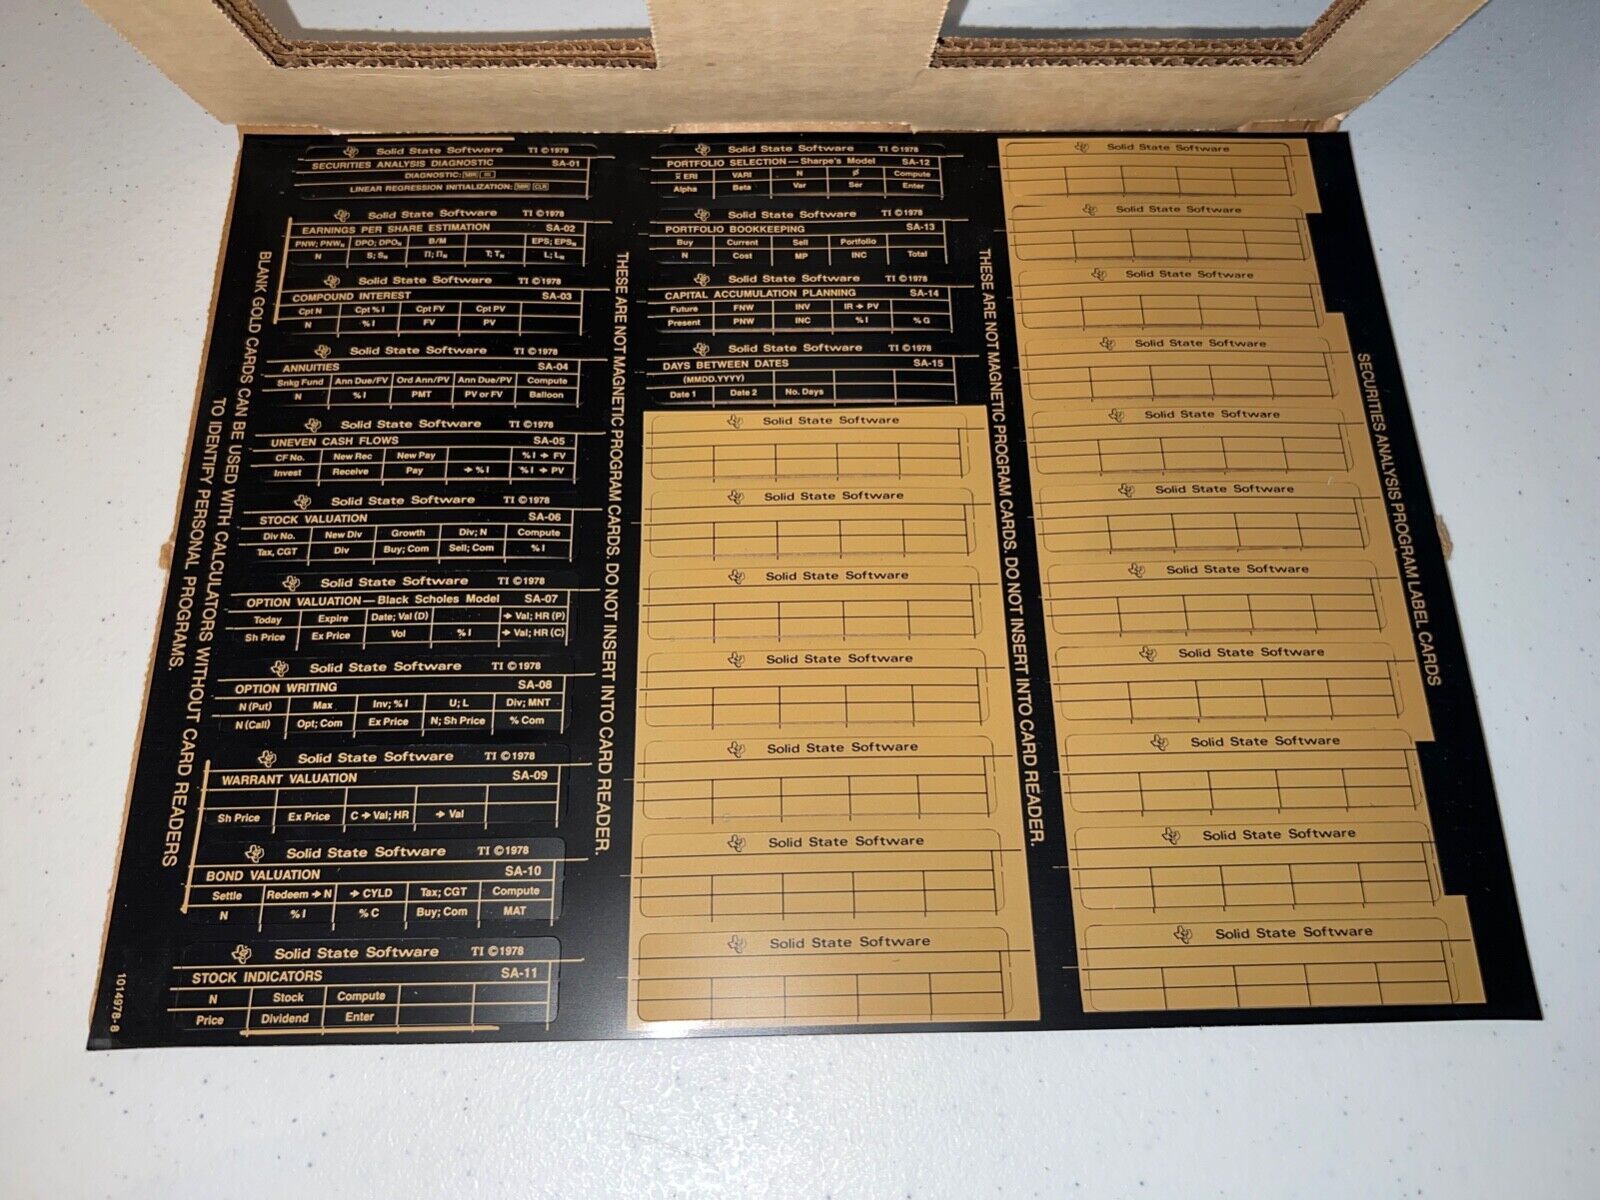 Solid State Software TI ©1978
SECURITIES ANALYSIS DIAGNOSTIC SA-01
DIAGNOSTIC: SBR =
LINEAR REGRESSION INITIALIZATION: SBR CLR
Solid State Software TI ©1978
EARNINGS PER SHARE ESTIMATION SA-02
PNW; PNWN DPO; DPON B/M EPS; EPSN
N S; SN Π; ΠN T; TN L; LN
Solid State Software TI ©1978
COMPOUND INTEREST SA-03
Cpt N Cpt % I Cpt FV Cpt PV
N % I FV PV
Solid State Software TI ©1978
ANNUITIES SA-04
Snkg Fund Ann Due/FV Ord Ann/PV Ann Due/PV Compute
N % I PMT PV or FV Balloon
Solid State Software TI ©1978
UNEVEN CASH FLOWS SA-05
CF No. New Rec New Pay % I → FV
Invest Receive Pay → % I % I → PV
Solid State Software TI ©1978
STOCK VALUATION SA-06
Div No. New Div Growth Div; N Compute
Tax, CGT Div Buy; Com Sell; Com % I
Solid State Software TI ©1978
OPTION VALUATION — Black Scholes Model SA-07
Today Expire Date; Val (D) → Val; HR (P)
Sh Price Ex Price Vol % I → Val; HR (C)
Solid State Software TI ©1978
OPTION WRITING SA-08
N (Put) Max Inv; % I U; L Div; MNT
N (Call) Opt; Com Ex Price N; Sh Price % Com
Solid State Software TI ©1978
WARRANT VALUATION SA-09
Sh Price Ex Price C → Val; HR → Val
Solid State Software TI ©1978
BOND VALUATION SA-10
Settle Redeem → N → CYLD Tax; CGT Compute
N % I % C Buy; Com MAT
Solid State Software TI ©1978
STOCK INDICATORS SA-11
N Stock Compute
Price Dividend Enter
BLANK GOLD CARDS CAN BE USED WITH CALCULATORS WITHOUT CARD READERS
TO IDENTIFY PERSONAL PROGRAMS.
1014978-8
THESE ARE NOT MAGNETIC PROGRAM CARDS. DO NOT INSERT INTO CARD READER.
Solid State Software TI ©1978
PORTFOLIO SELECTION — Sharpe's Model SA-12
ERI VARI N Compute
Alpha Beta Var Ser Enter
Solid State Software TI ©1978
PORTFOLIO BOOKKEEPING SA-13
Buy Current Sell Portfolio
N Cost MP INC Total
Solid State Software TI ©1978
CAPITAL ACCUMULATION PLANNING SA-14
Future FNW INV IR → PV
Present PNW INC % I % G
Solid State Software TI ©1978
DAYS BETWEEN DATES SA-15
(MMDD.YYYY)
Date 1 Date 2 No. Days
Solid State Software
Solid State Software
Solid State Software
Solid State Software
Solid State Software
Solid State Software
Solid State Software
THESE ARE NOT MAGNETIC PROGRAM CARDS. DO NOT INSERT INTO CARD READER.
Solid State Software
Solid State Software
Solid State Software
Solid State Software
Solid State Software
Solid State Software
Solid State Software
Solid State Software
Solid State Software
Solid State Software
Solid State Software
SECURITIES ANALYSIS PROGRAM LABEL CARDS